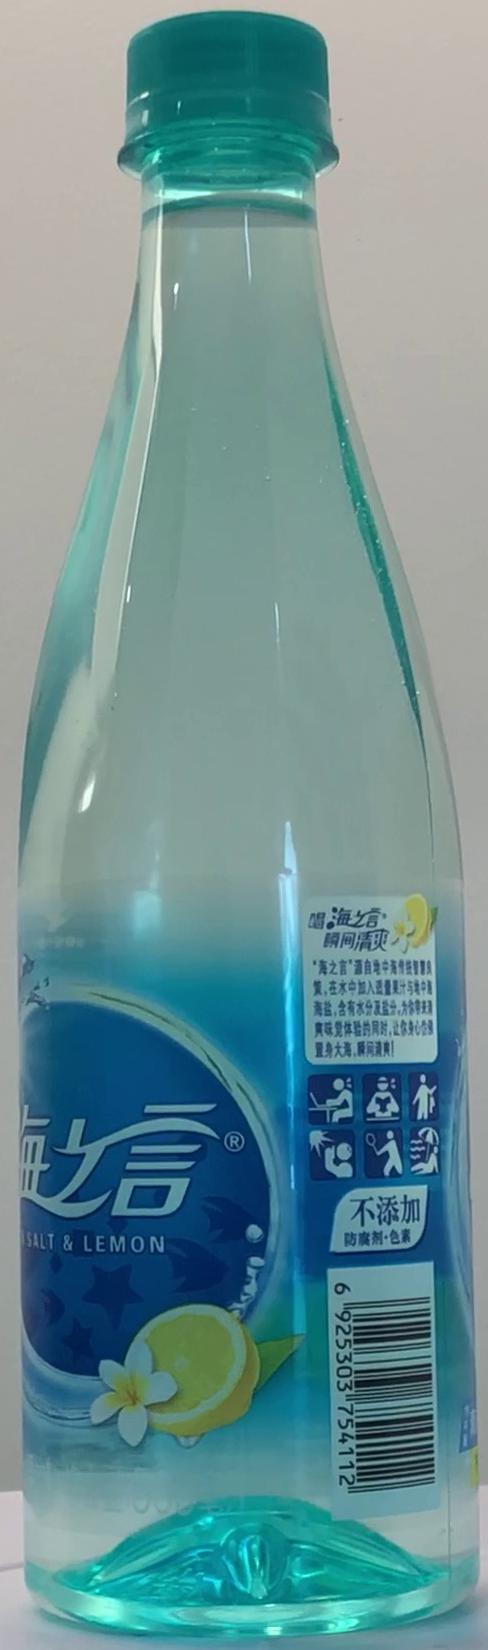 海之言®
SALT & LEMON
喝海之言®
瞬间清爽
“海之言”源自地中海传统智慧良
策，在水中加入适量果汁与地中海
海盐，含有水分及盐分，为你带来清
爽味觉体验的同时，让你身心仿佛
置身大海，瞬间清爽！
不添加
防腐剂·色素
6 925303 754112